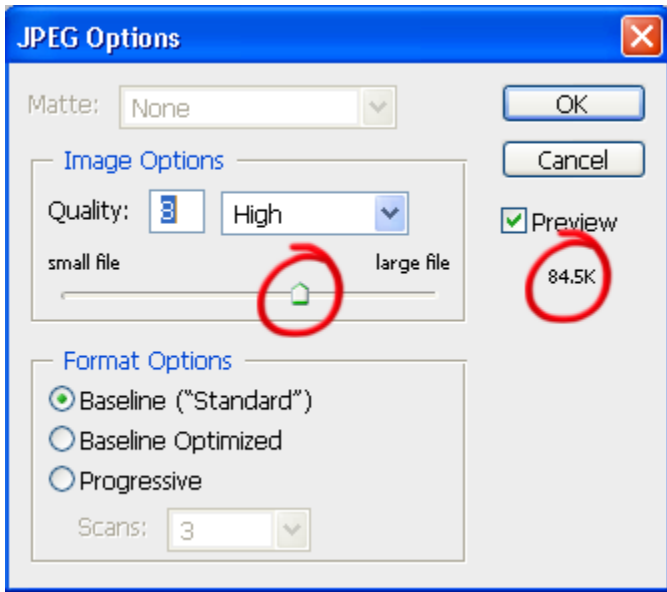 JPEG Options
Matte: None
OK
Image Options
Cancel
Quality: 8 High
Preview
small file large file
84.5K
Format Options
Baseline (“Standard”)
Baseline Optimized
Progressive
Scans: 3